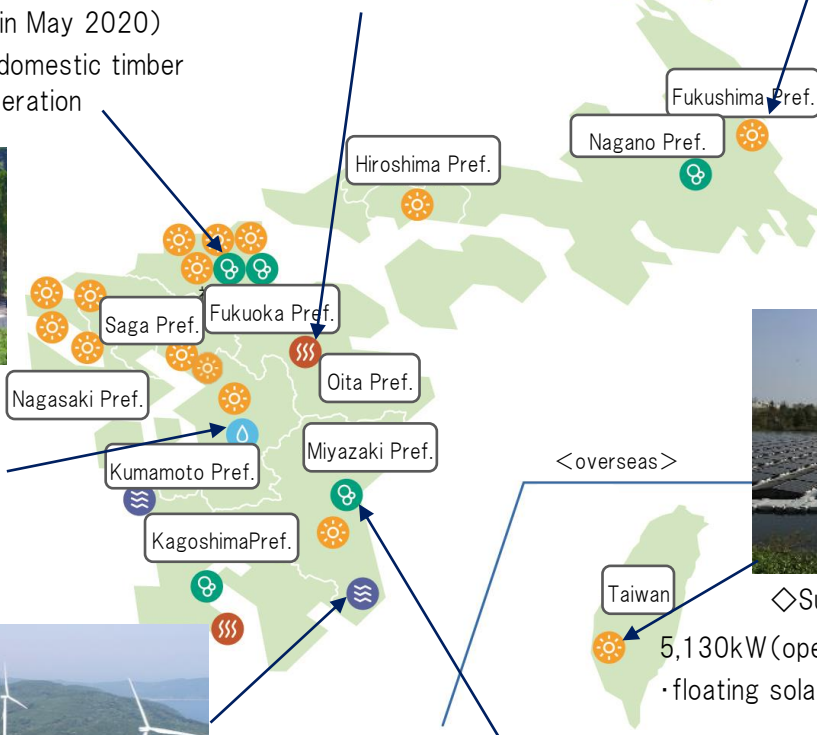 in May 2020)
domestic timber
eration
Fukushima Pref.
Nagano Pref.
Hiroshima Pref.
Saga Pref.
Fukuoka Pref.
Oita Pref.
Nagasaki Pref.
Miyazaki Pref.
Kumamoto Pref.
<overseas>
KagoshimaPref.
Taiwan
◇Su
5,130kW(ope
・floating sola